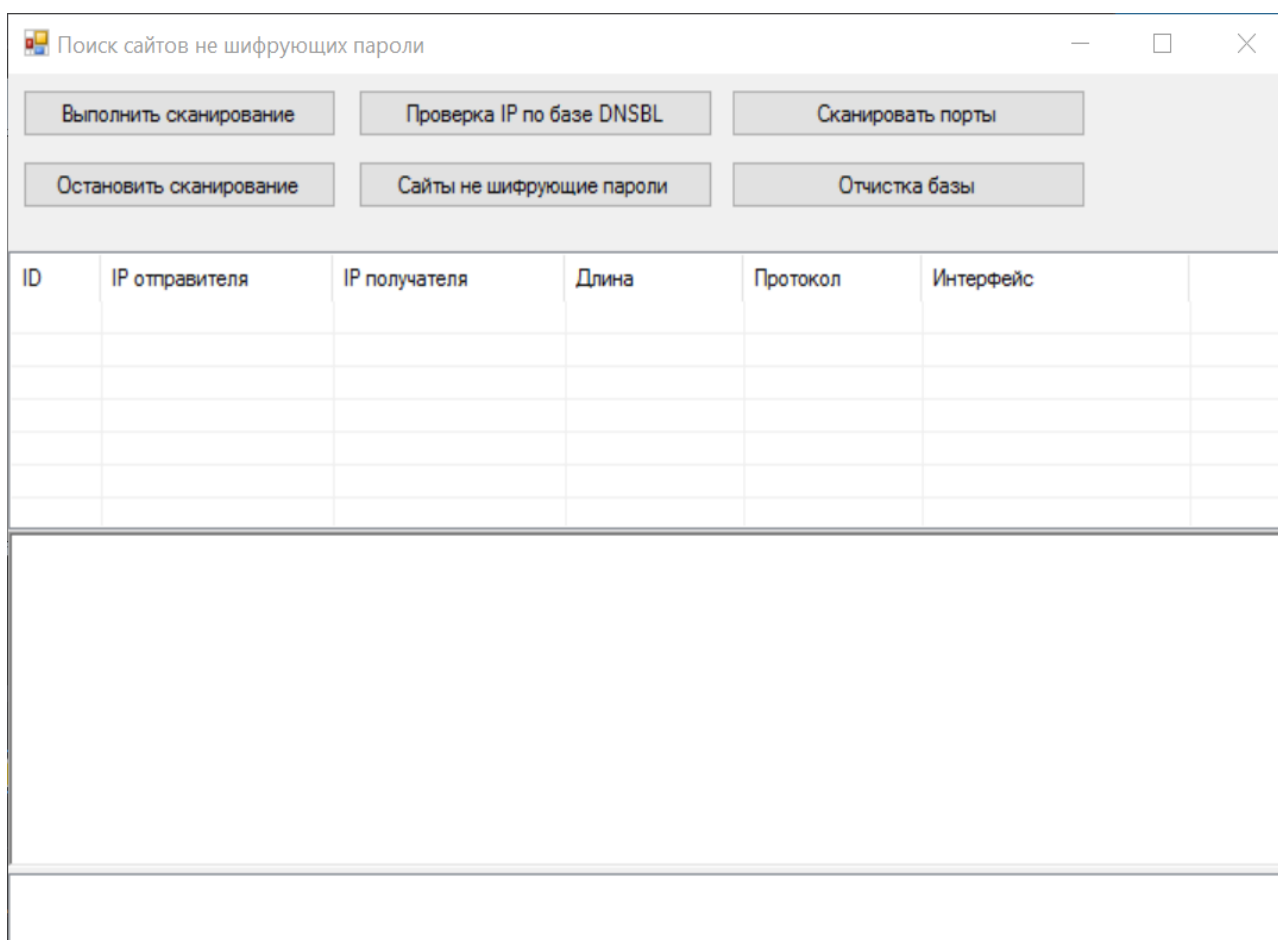 Поиск сайтов не шифрующих пароли
Выполнить сканирование
Проверка IP по базе DNSBL
Сканировать порты
Остановить сканирование
Сайты не шифрующие пароли
Отчистка базы
ID IP отправителя IP получателя Длина Протокол Интерфейс